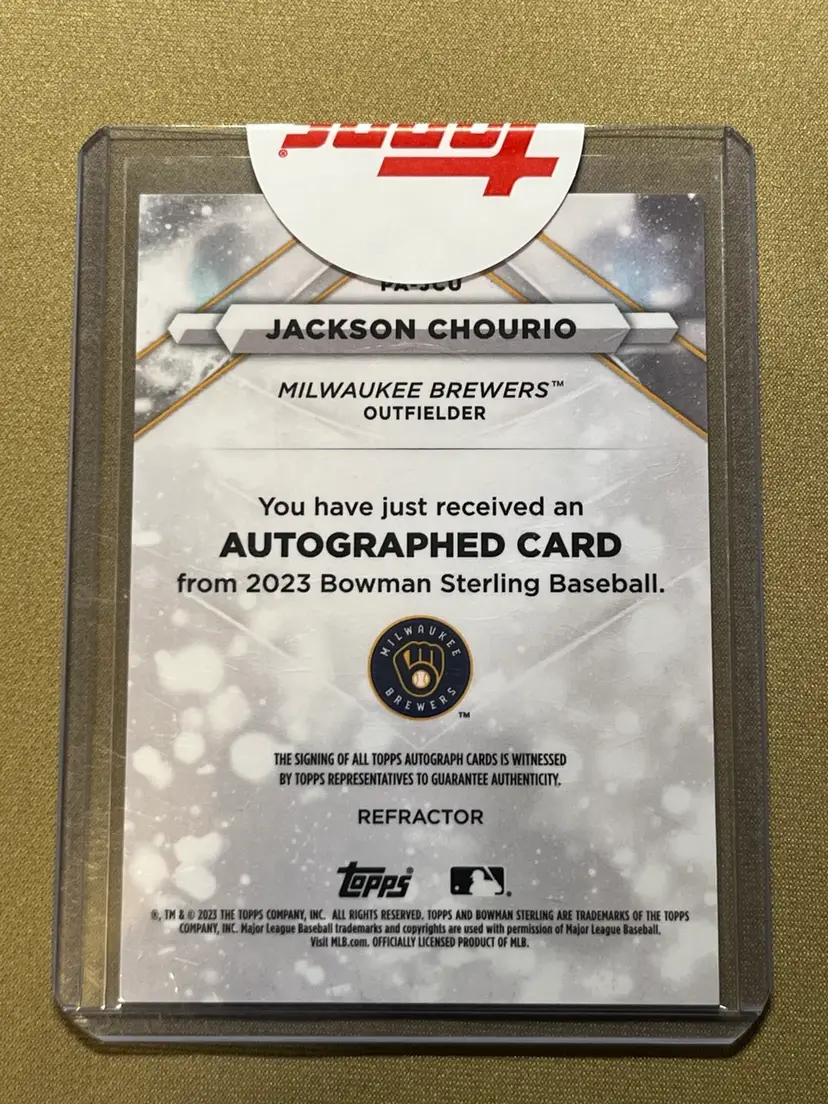 Topps®
PA-JCU
JACKSON CHOURIO
MILWAUKEE BREWERS™
OUTFIELDER
You have just received an
AUTOGRAPHED CARD
from 2023 Bowman Sterling Baseball.
MILWAUKEE
BREWERS
™
THE SIGNING OF ALL TOPPS AUTOGRAPH CARDS IS WITNESSED
BY TOPPS REPRESENTATIVES TO GUARANTEE AUTHENTICITY.
REFRACTOR
Topps®
®, TM & © 2023 THE TOPPS COMPANY, INC. ALL RIGHTS RESERVED. TOPPS AND BOWMAN STERLING ARE TRADEMARKS OF THE TOPPS
COMPANY, INC. Major League Baseball trademarks and copyrights are used with permission of Major League Baseball.
Visit MLB.com. OFFICIALLY LICENSED PRODUCT OF MLB.